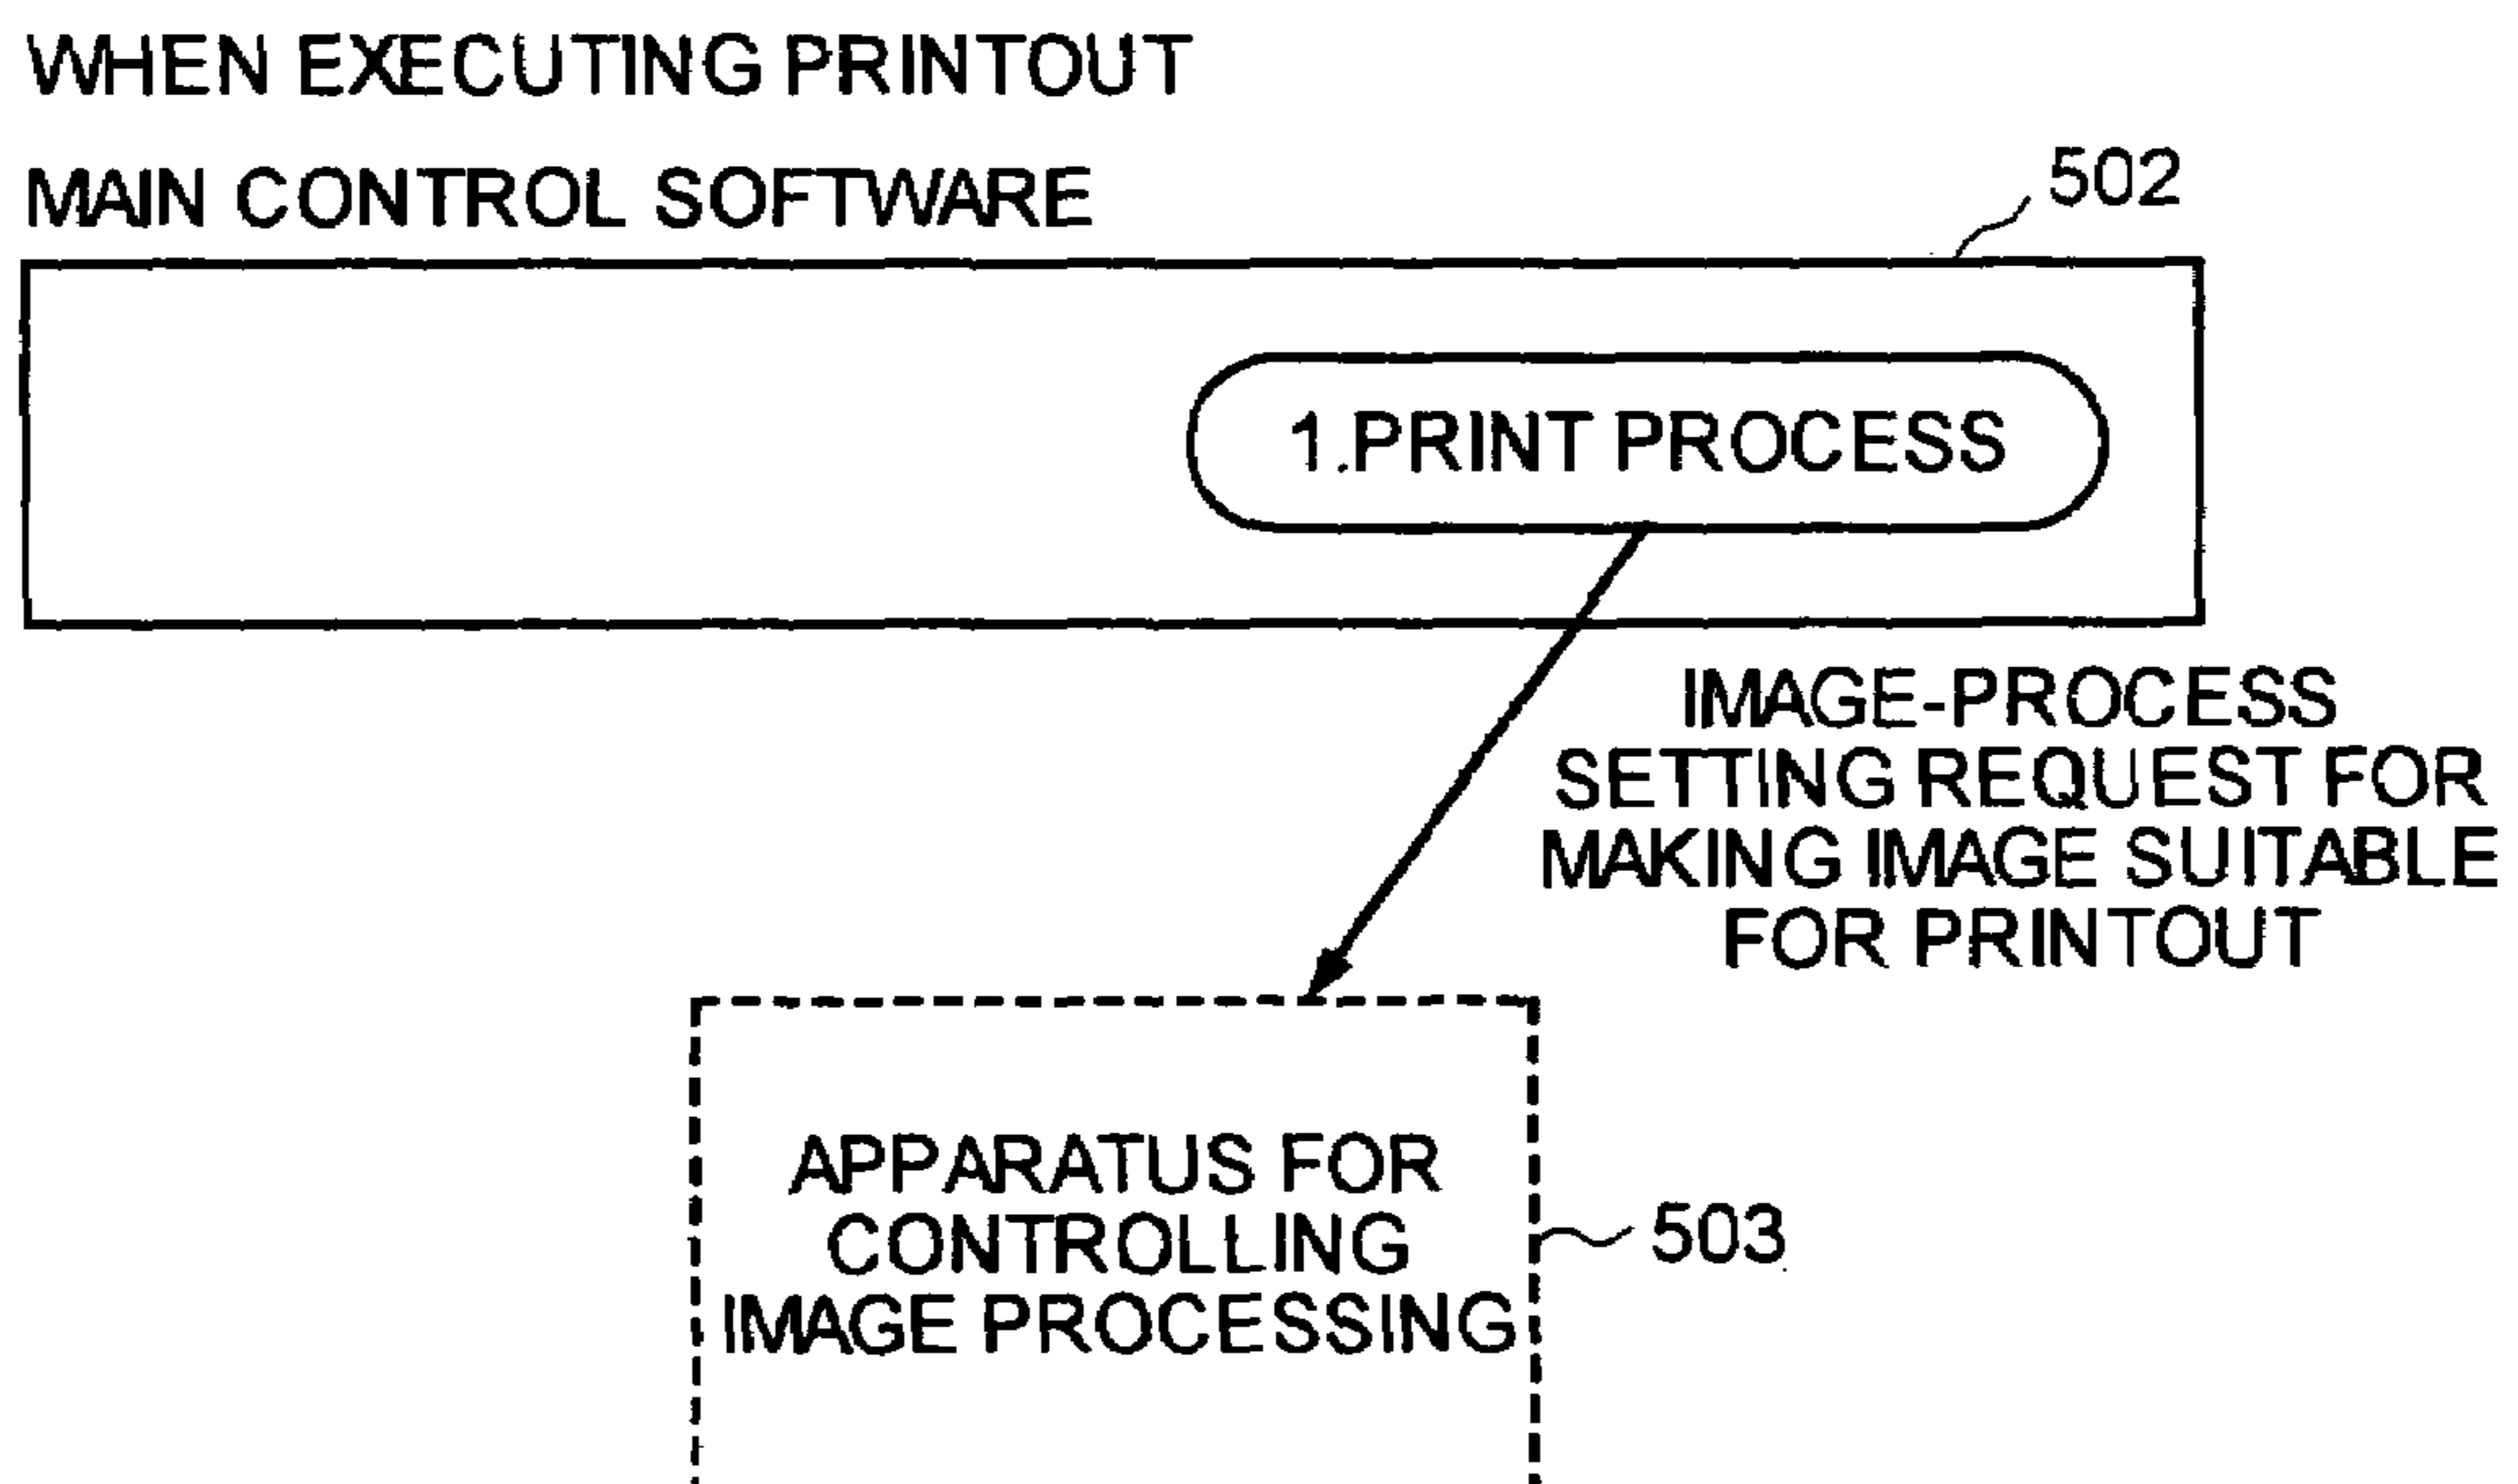 WHEN EXECUTING PRINTOUT
MAIN CONTROL SOFTWARE
502
1.PRINT PROCESS
IMAGE-PROCESS
SETTING REQUEST FOR
MAKING IMAGE SUITABLE
FOR PRINTOUT
APPARATUS FOR
CONTROLLING
IMAGE PROCESSING
503